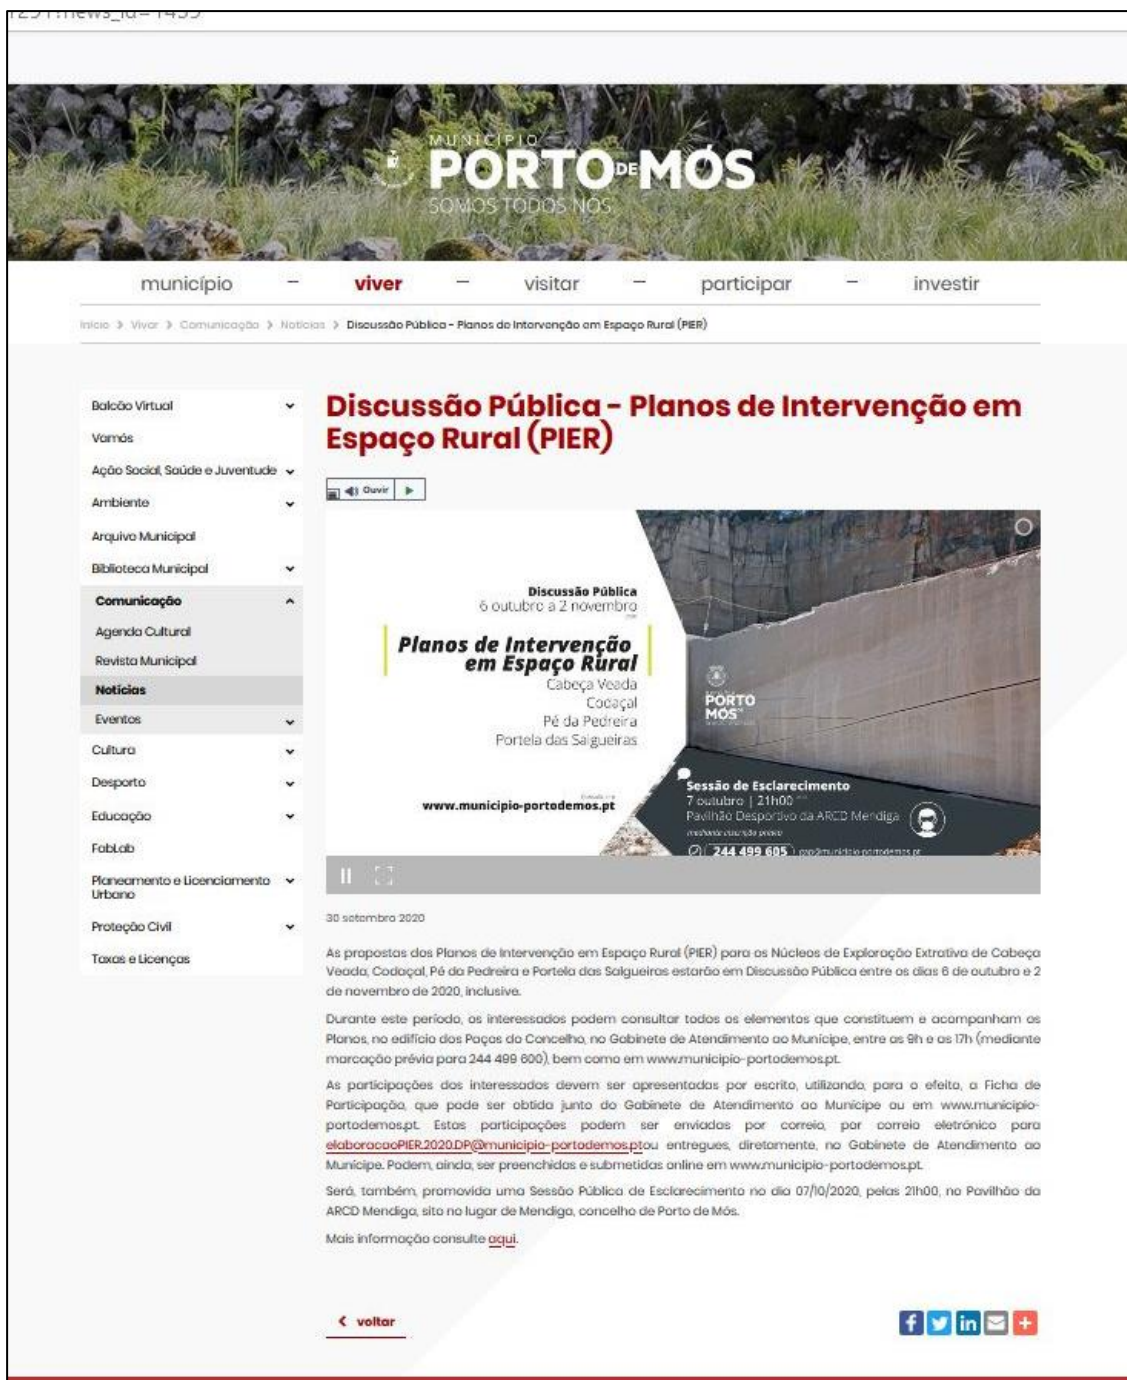 MUNICÍPIO
PORTO DE MÓS
SOMOS TODOS NÓS
município – viver – visitar – participar – investir
Início > Viver > Comunicação > Notícias > Discussão Pública - Planos de Intervenção em Espaço Rural (PIER)
Balcão Virtual
Vamós
Ação Social, Saúde e Juventude
Ambiente
Arquivo Municipal
Biblioteca Municipal
Comunicação
Agenda Cultural
Revista Municipal
Notícias
Eventos
Cultura
Desporto
Educação
FabLab
Planeamento e Licenciamento
Urbano
Proteção Civil
Taxas e Licenças
Discussão Pública - Planos de Intervenção em
Espaço Rural (PIER)
Ouvir
Discussão Pública
6 outubro a 2 novembro
Planos de Intervenção
em Espaço Rural
Cabeça Veada
Codaçal
Pé da Pedreira
Portela das Salgueiras
www.municipio-portodemos.pt
PORTO
MÓS
Sessão de Esclarecimento
7 outubro | 21h00
Pavilhão Desportivo da ARCD Mendiga
mediante inscrição prévia
244 499 605 gap@municipio-portodemos.pt
30 setembro 2020
As propostas dos Planos de Intervenção em Espaço Rural (PIER) para os Núcleos de Exploração Extrativa de Cabeça
Veada, Codaçal, Pé da Pedreira e Portela das Salgueiras estarão em Discussão Pública entre os dias 6 de outubro e 2
de novembro de 2020, inclusive.
Durante este período, os interessados podem consultar todos os elementos que constituem e acompanham os
Planos, no edifício dos Paços do Concelho, no Gabinete de Atendimento ao Munícipe, entre as 9h e as 17h (mediante
marcação prévia para 244 499 600), bem como em www.municipio-portodemos.pt.
As participações dos interessados devem ser apresentadas por escrito, utilizando, para o efeito, a Ficha de
Participação, que pode ser obtida junto do Gabinete de Atendimento ao Munícipe ou em www.municipio-
portodemos.pt. Estas participações podem ser enviadas por correio, por correio eletrónico para
elaboracaoPIER.2020.DP@municipio-portodemos.ptou entregues, diretamente, no Gabinete de Atendimento ao
Munícipe. Podem, ainda, ser preenchidas e submetidas online em www.municipio-portodemos.pt.
Será, também, promovida uma Sessão Pública de Esclarecimento no dia 07/10/2020, pelas 21h00, no Pavilhão da
ARCD Mendiga, sito no lugar de Mendiga, concelho de Porto de Mós.
Mais informação consulte aqui.
voltar